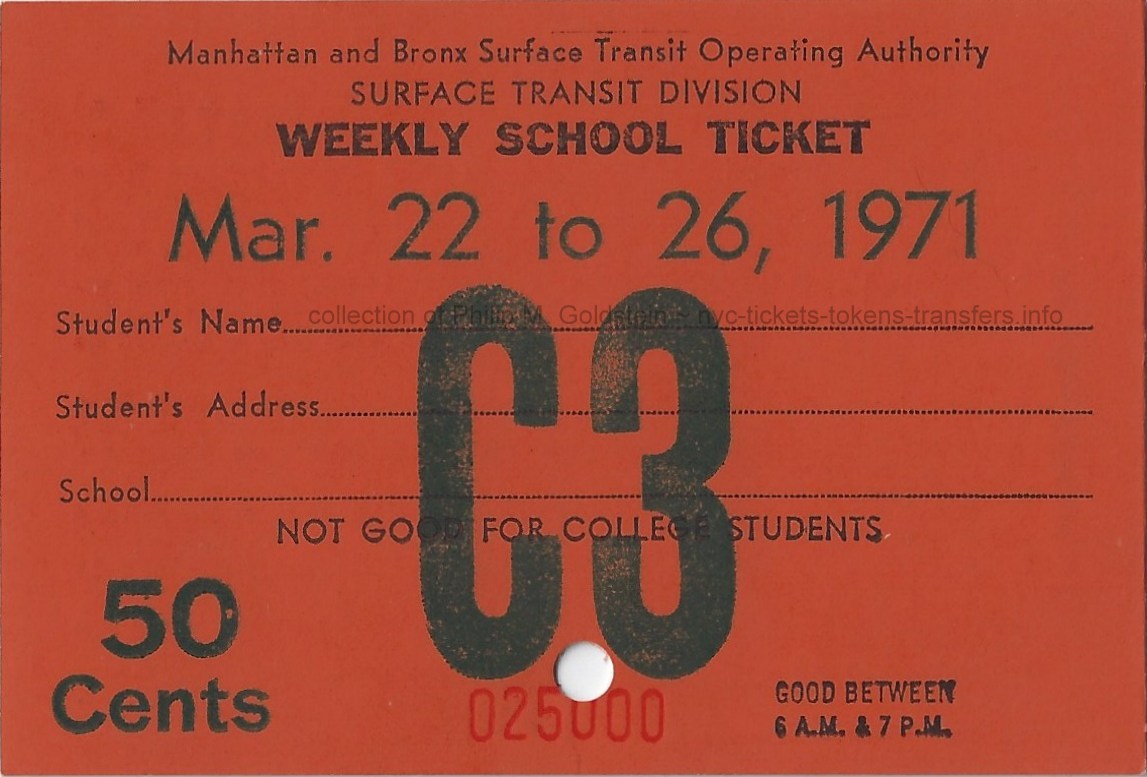 Manhattan and Bronx Surface Transit Operating Authority
SURFACE TRANSIT DIVISION
WEEKLY SCHOOL TICKET
Mar. 22 to 26, 1971
collection of Philip M. Goldstein - nyc-tickets-tokens-transfers.info
Student's Name
Student's Address
School
C3
NOT GOOD FOR COLLEGE STUDENTS
50
Cents
025000
GOOD BETWEEN
6 A.M. & 7 P.M.